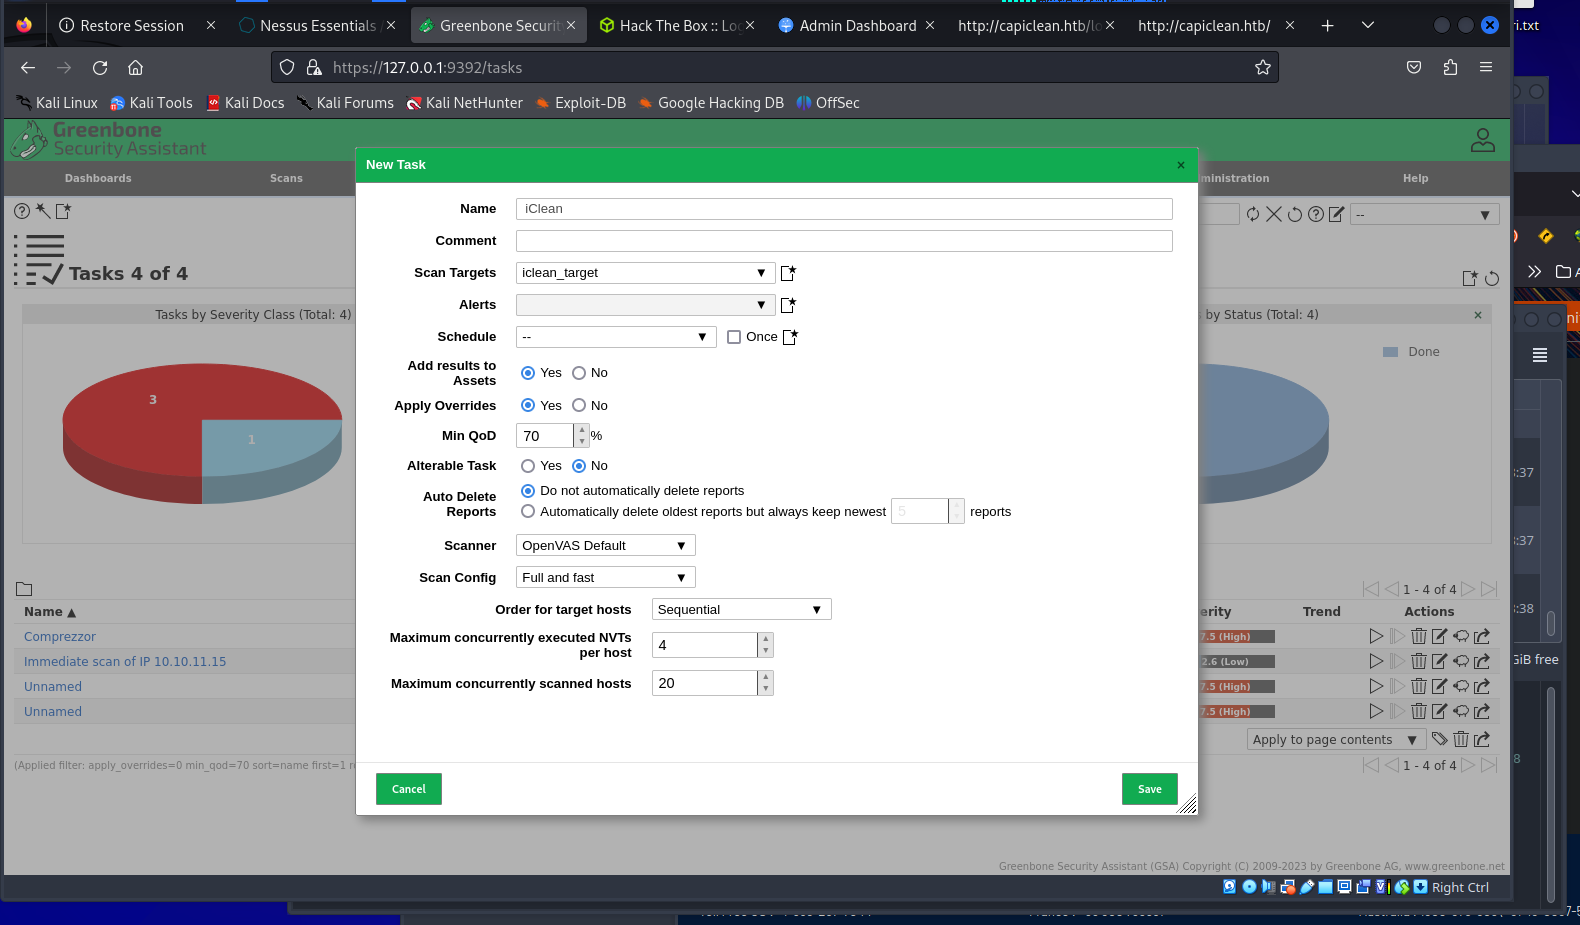 Restore Session
Nessus Essentials /
Greenbone Securit
Hack The Box :: Log
Admin Dashboard
http://capiclean.htb/lo
http://capiclean.htb/
https://127.0.0.1:9392/tasks
Kali Linux
Kali Tools
Kali Docs
Kali Forums
Kali NetHunter
Exploit-DB
Google Hacking DB
OffSec
Greenbone
Security Assistant
Dashboards
Scans
ministration
Help
New Task
Name
iClean
Comment
Scan Targets
iclean_target
Alerts
Schedule
--
Once
Add results to
Assets
Yes
No
Apply Overrides
Yes
No
Min QoD
70
%
Alterable Task
Yes
No
Auto Delete
Reports
Do not automatically delete reports
Automatically delete oldest reports but always keep newest
5
reports
Scanner
OpenVAS Default
Scan Config
Full and fast
Order for target hosts
Sequential
Maximum concurrently executed NVTs
per host
4
Maximum concurrently scanned hosts
20
Cancel
Save
--
Tasks 4 of 4
Tasks by Severity Class (Total: 4)
3
1
by Status (Total: 4)
Done
1 - 4 of 4
Name
erity
Trend
Actions
Comprezzor
7.5 (High)
Immediate scan of IP 10.10.11.15
2.6 (Low)
Unnamed
7.5 (High)
Unnamed
7.5 (High)
Apply to page contents
(Applied filter: apply_overrides=0 min_qod=70 sort=name first=1
1 - 4 of 4
Greenbone Security Assistant (GSA) Copyright (C) 2009-2023 by Greenbone AG, www.greenbone.net
Right Ctrl
ri.txt
:37
:37
:38
GiB free